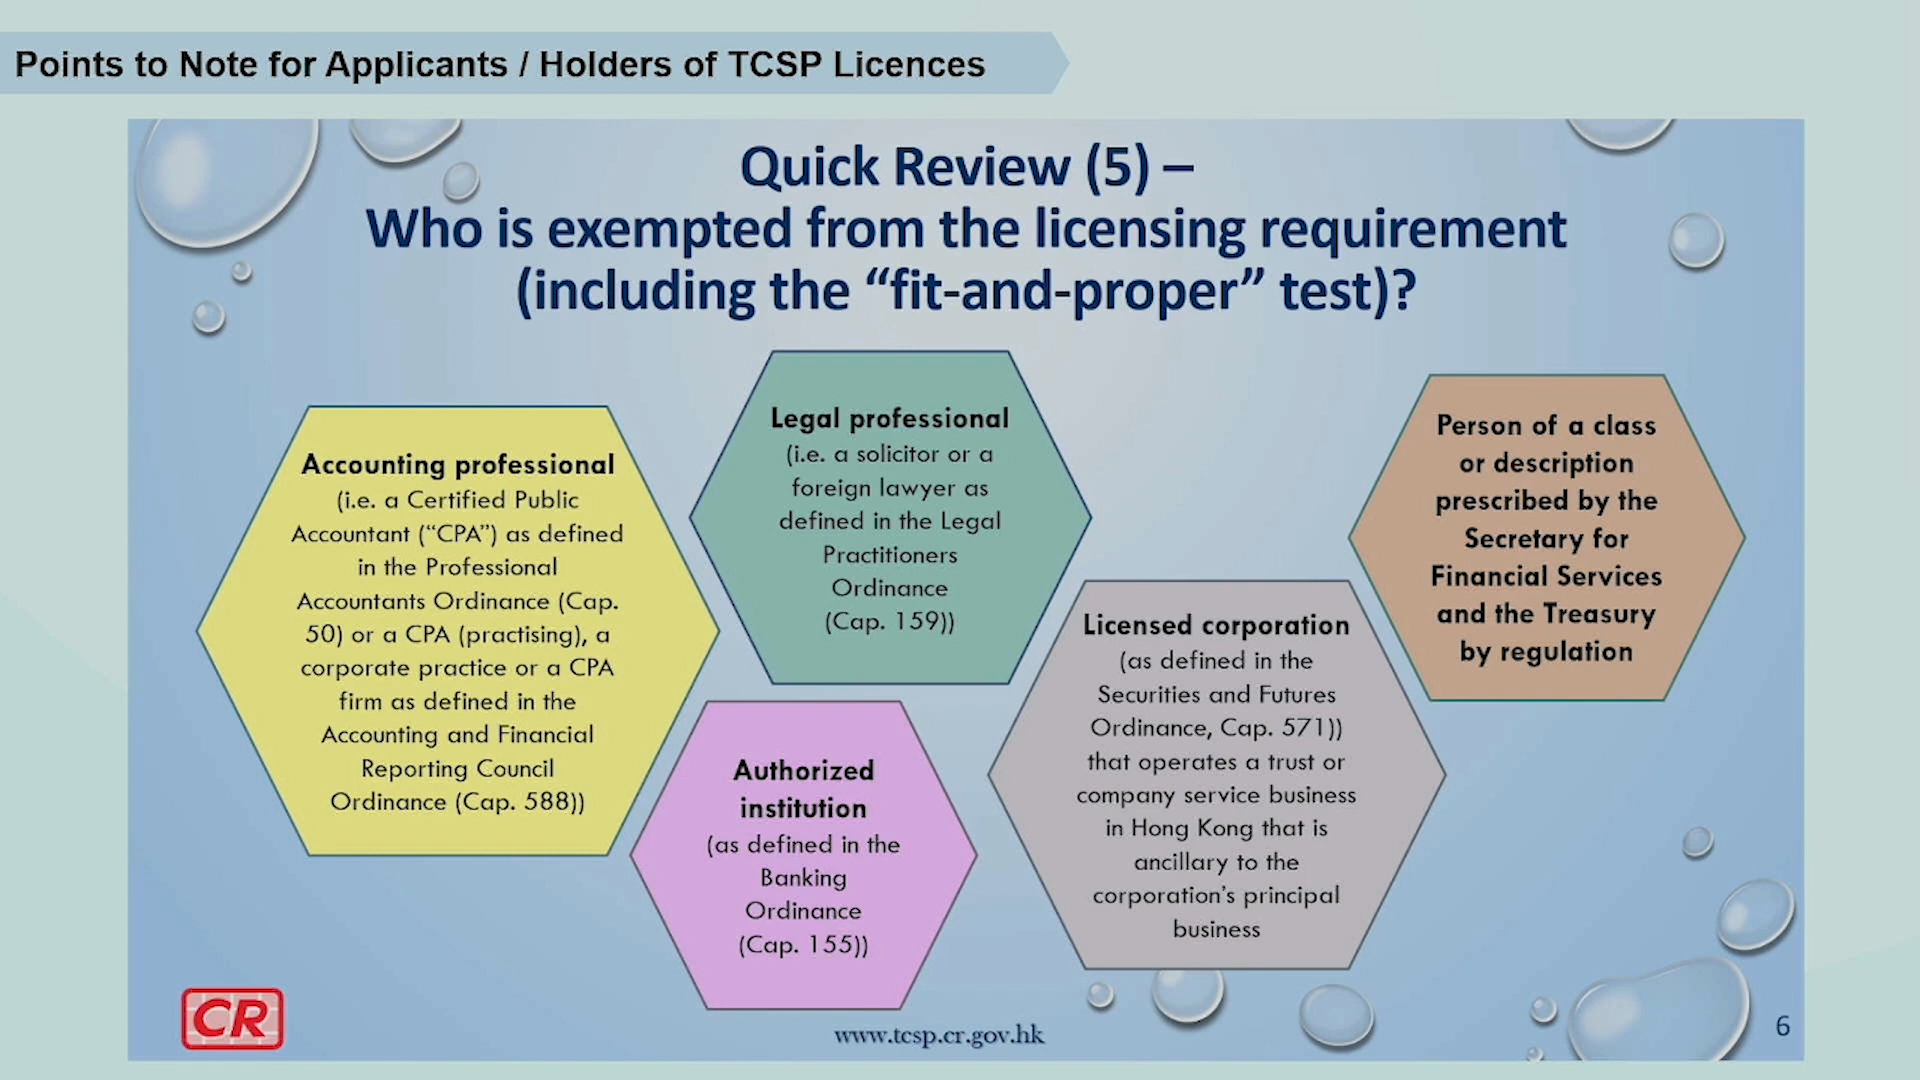 Points to Note for Applicants / Holders of TCSP Licences
Quick Review (5) –
Who is exempted from the licensing requirement
(including the “fit-and-proper” test)?
Accounting professional
(i.e. a Certified Public
Accountant (“CPA”) as defined
in the Professional
Accountants Ordinance (Cap.
50) or a CPA (practising), a
corporate practice or a CPA
firm as defined in the
Accounting and Financial
Reporting Council
Ordinance (Cap. 588))
Legal professional
(i.e. a solicitor or a
foreign lawyer as
defined in the Legal
Practitioners
Ordinance
(Cap. 159))
Authorized
institution
(as defined in the
Banking
Ordinance
(Cap. 155))
Licensed corporation
(as defined in the
Securities and Futures
Ordinance, Cap. 571))
that operates a trust or
company service business
in Hong Kong that is
ancillary to the
corporation’s principal
business
Person of a class
or description
prescribed by the
Secretary for
Financial Services
and the Treasury
by regulation
CR
www.tcsp.cr.gov.hk
6